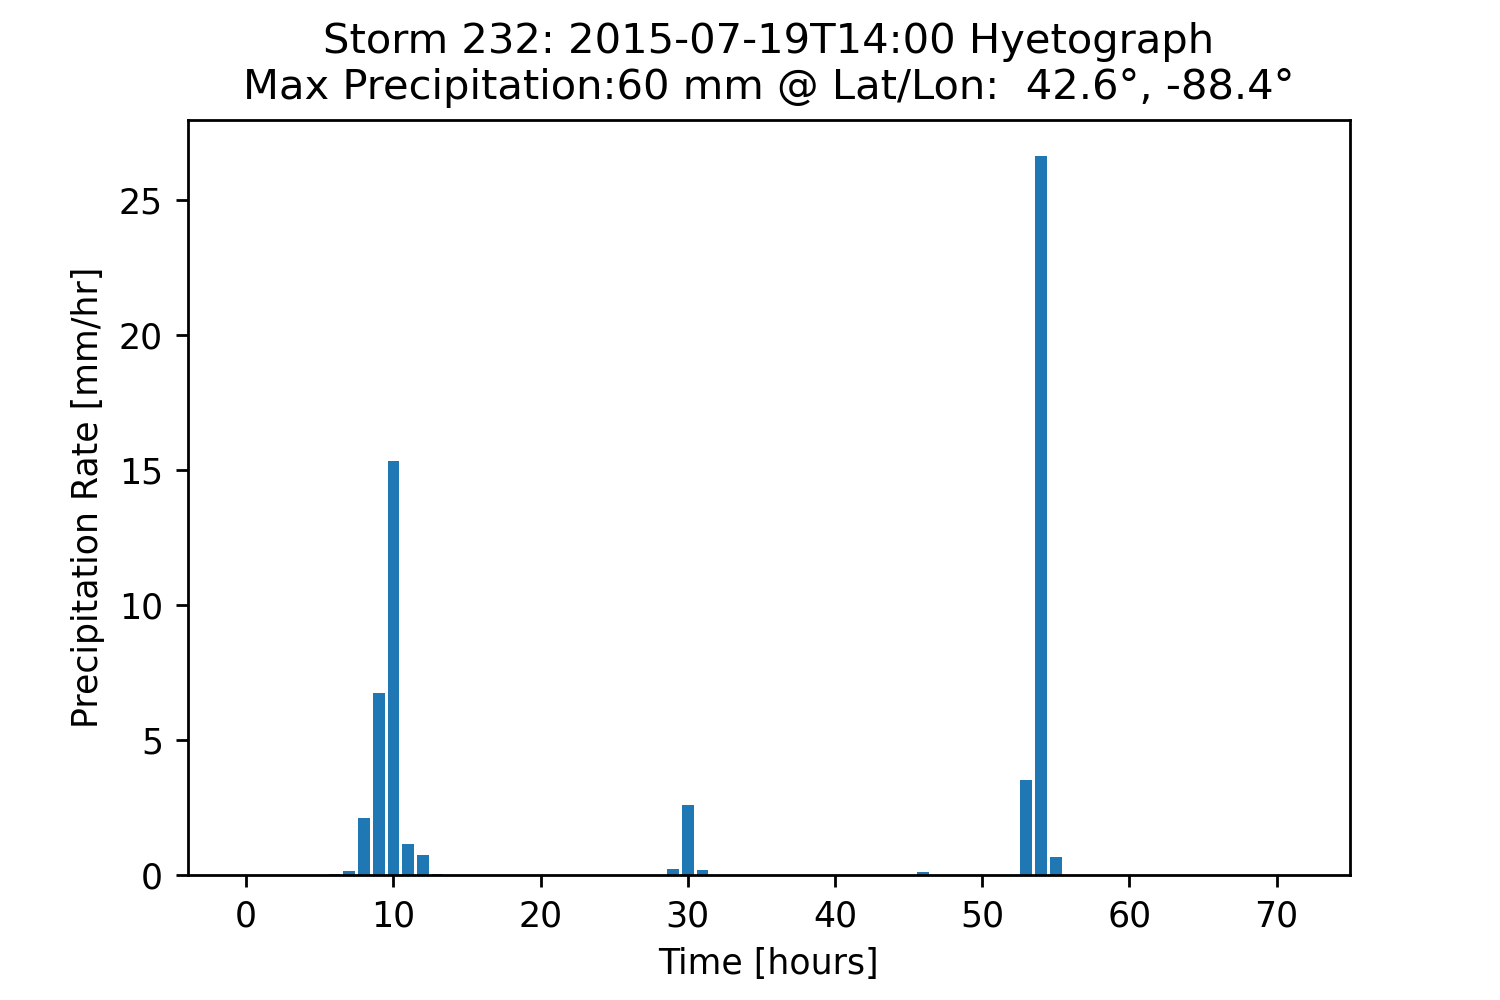 Storm 232: 2015-07-19T14:00 Hyetograph
Max Precipitation:60 mm @ Lat/Lon:  42.6°, -88.4°
Precipitation Rate [mm/hr]
25
20
15
10
5
0
0 10 20 30 40 50 60 70
Time [hours]